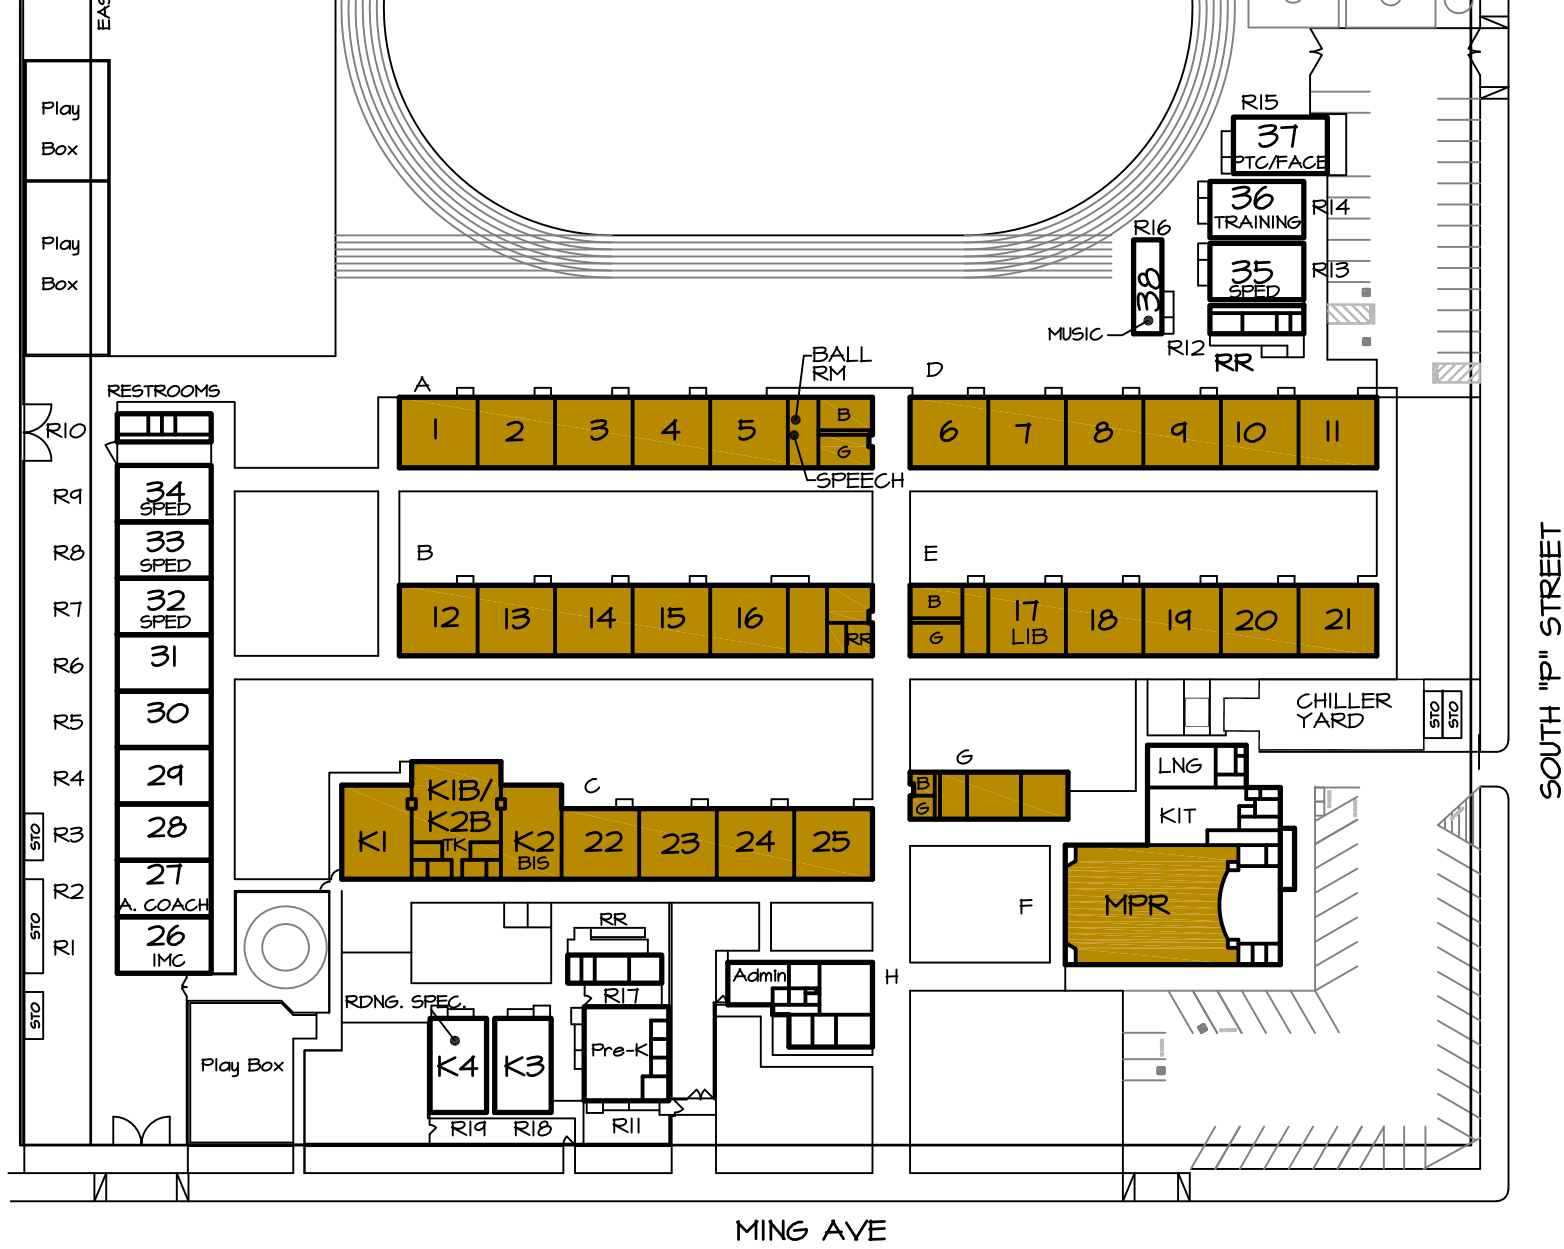 EAS
Play
Box
Play
Box
R15
37
PTC/FACE
36
TRAINING
R14
R16
35
SPED
R13
38
MUSIC
R12
RR
BALL
RM
SPEECH
RESTROOMS
R10
A
1
2
3
4
5
B
G
D
6
7
8
9
10
11
R9
34
SPED
R8
33
SPED
R7
32
SPED
R6
31
R5
30
R4
29
R3
28
R2
27
A. COACH
R1
26
IMC
STO
STO
STO
B
12
13
14
15
16
RR
E
B
G
17
LIB
18
19
20
21
CHILLER
YARD
STO
STO
SOUTH "P" STREET
C
K1
K1B/
K2B
TK
K2
BIS
22
23
24
25
G
B
G
LNG
KIT
F
MPR
RR
R17
H
Admin
RDNG. SPEC.
K4
K3
Pre-K
R19
R18
R11
Play Box
MING AVE